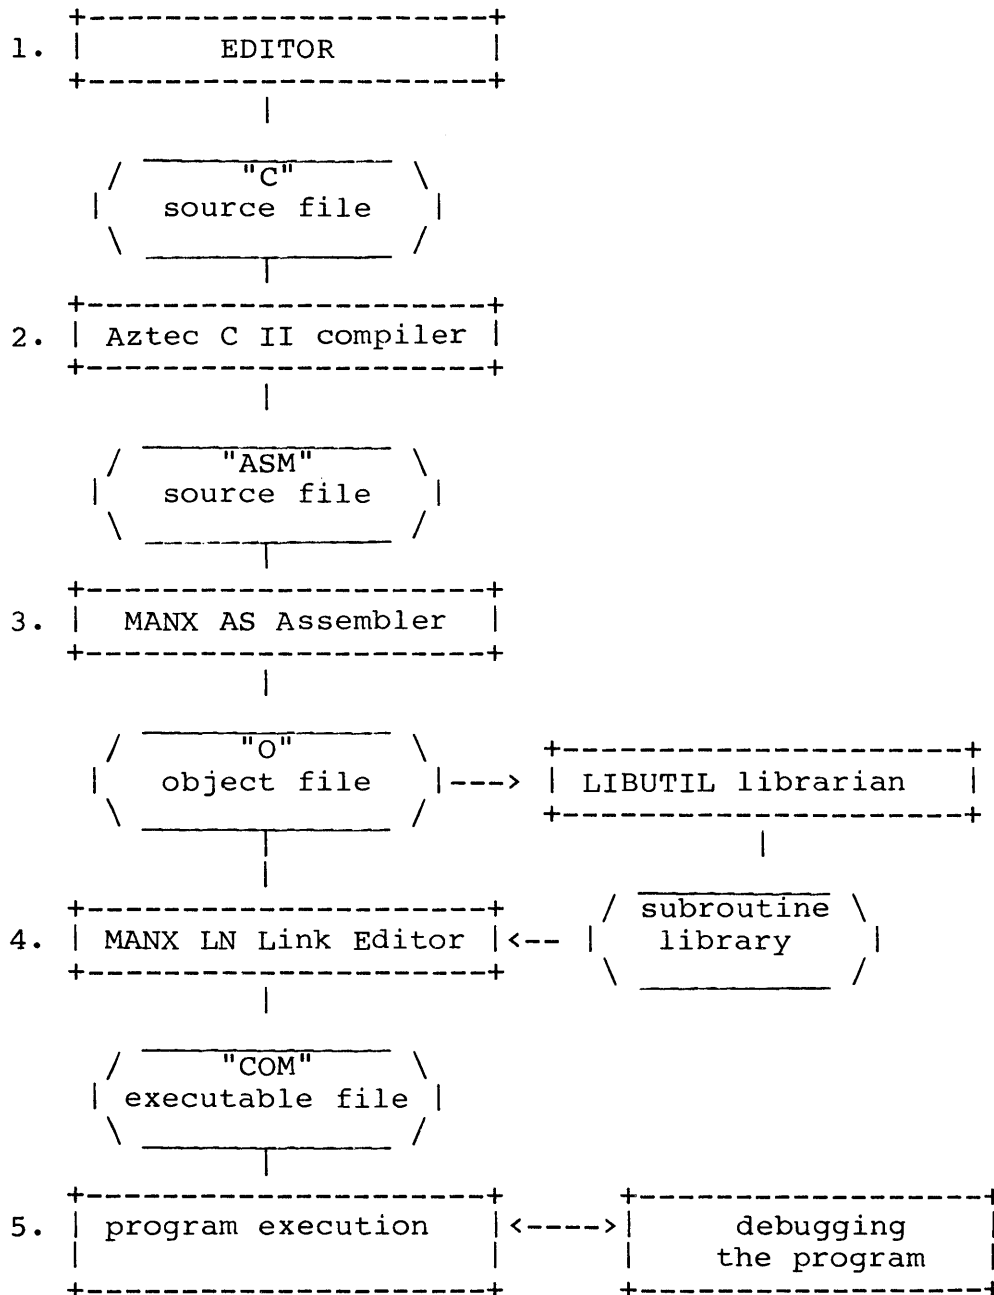 1. EDITOR
"C"
source file
2. Aztec C II compiler
"ASM"
source file
3. MANX AS Assembler
"O"
object file
LIBUTIL librarian
4. MANX LN Link Editor
subroutine
library
"COM"
executable file
5. program execution
debugging
the program